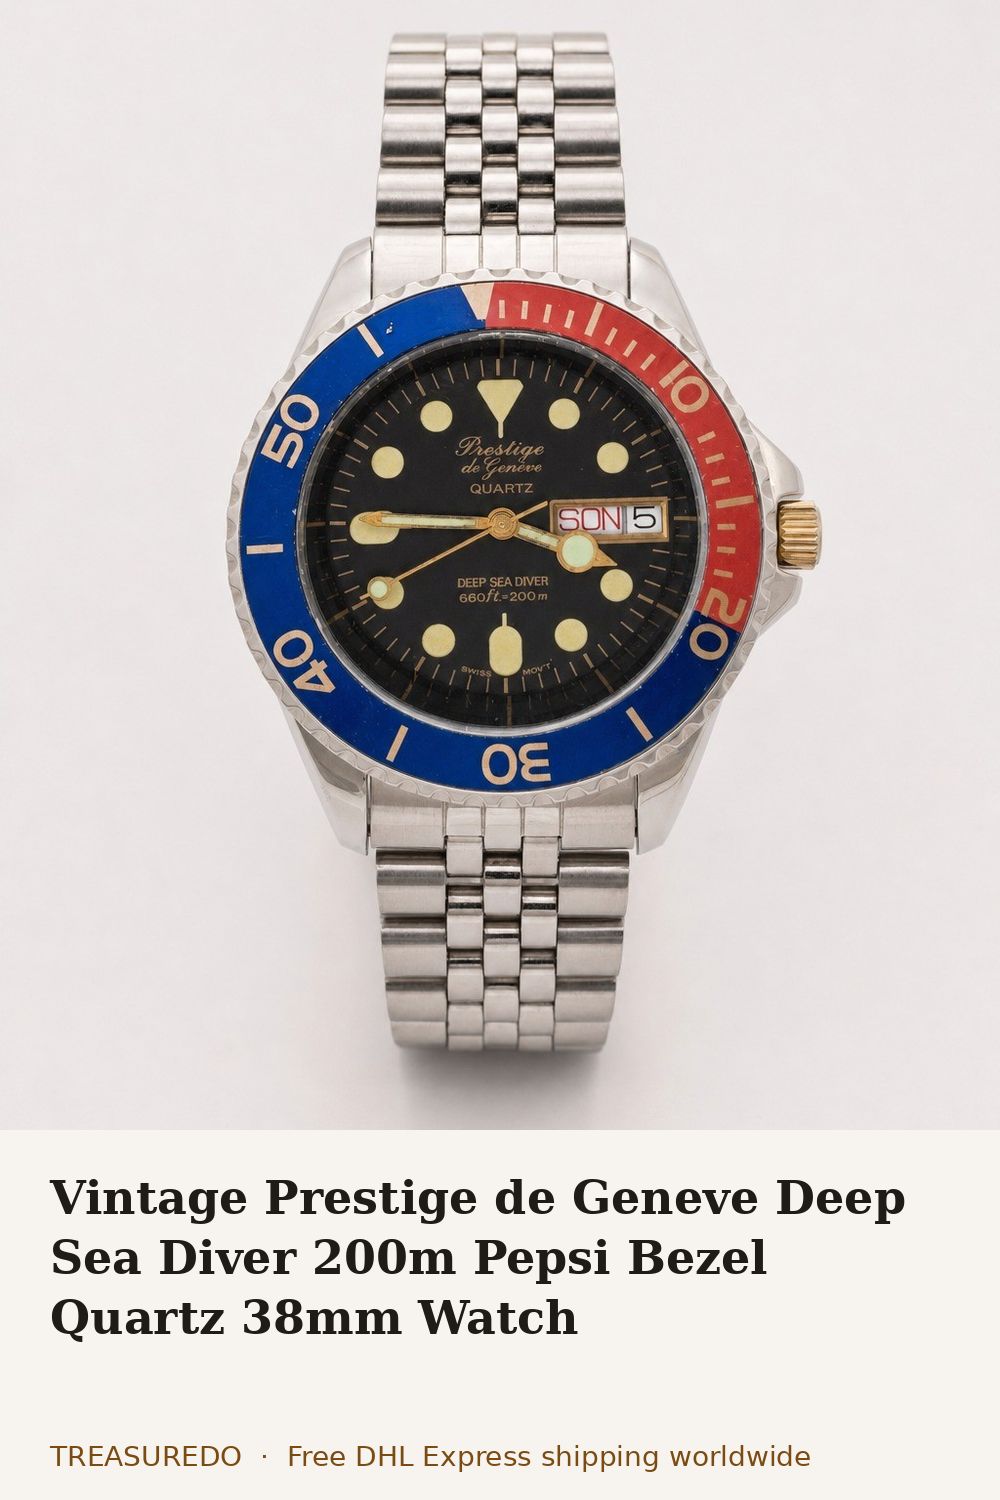 10
20
30
40
50
Prestige
de Genève
QUARTZ
SON 5
DEEP SEA DIVER
660ft.=200m
SWISS MOV'T
Vintage Prestige de Geneve Deep
Sea Diver 200m Pepsi Bezel
Quartz 38mm Watch
TREASUREDO · Free DHL Express shipping worldwide